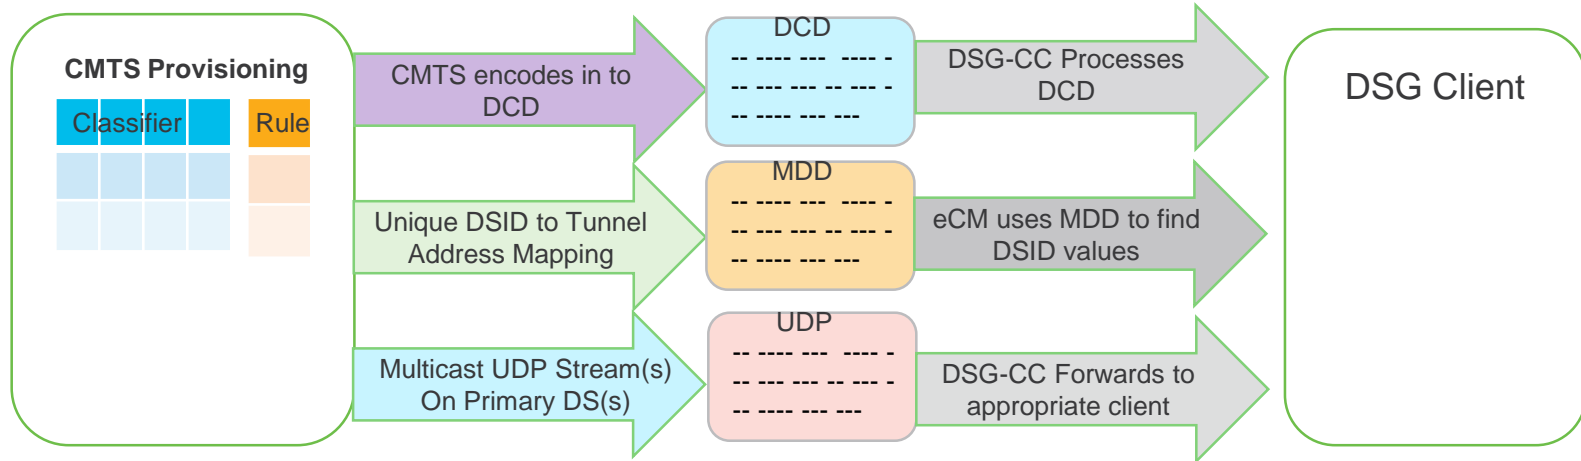 CMTS Provisioning
Classifier
Rule
CMTS encodes in to
DCD
DCD
-- ---- --- ---- -
-- --- --- -- --- -
-- ---- --- ---
DSG-CC Processes
DCD
Unique DSID to Tunnel
Address Mapping
MDD
-- ---- --- ---- -
-- --- --- -- --- -
-- ---- --- ---
eCM uses MDD to find
DSID values
Multicast UDP Stream(s)
On Primary DS(s)
UDP
-- ---- --- ---- -
-- --- --- -- --- -
-- ---- --- ---
DSG-CC Forwards to
appropriate client
DSG Client